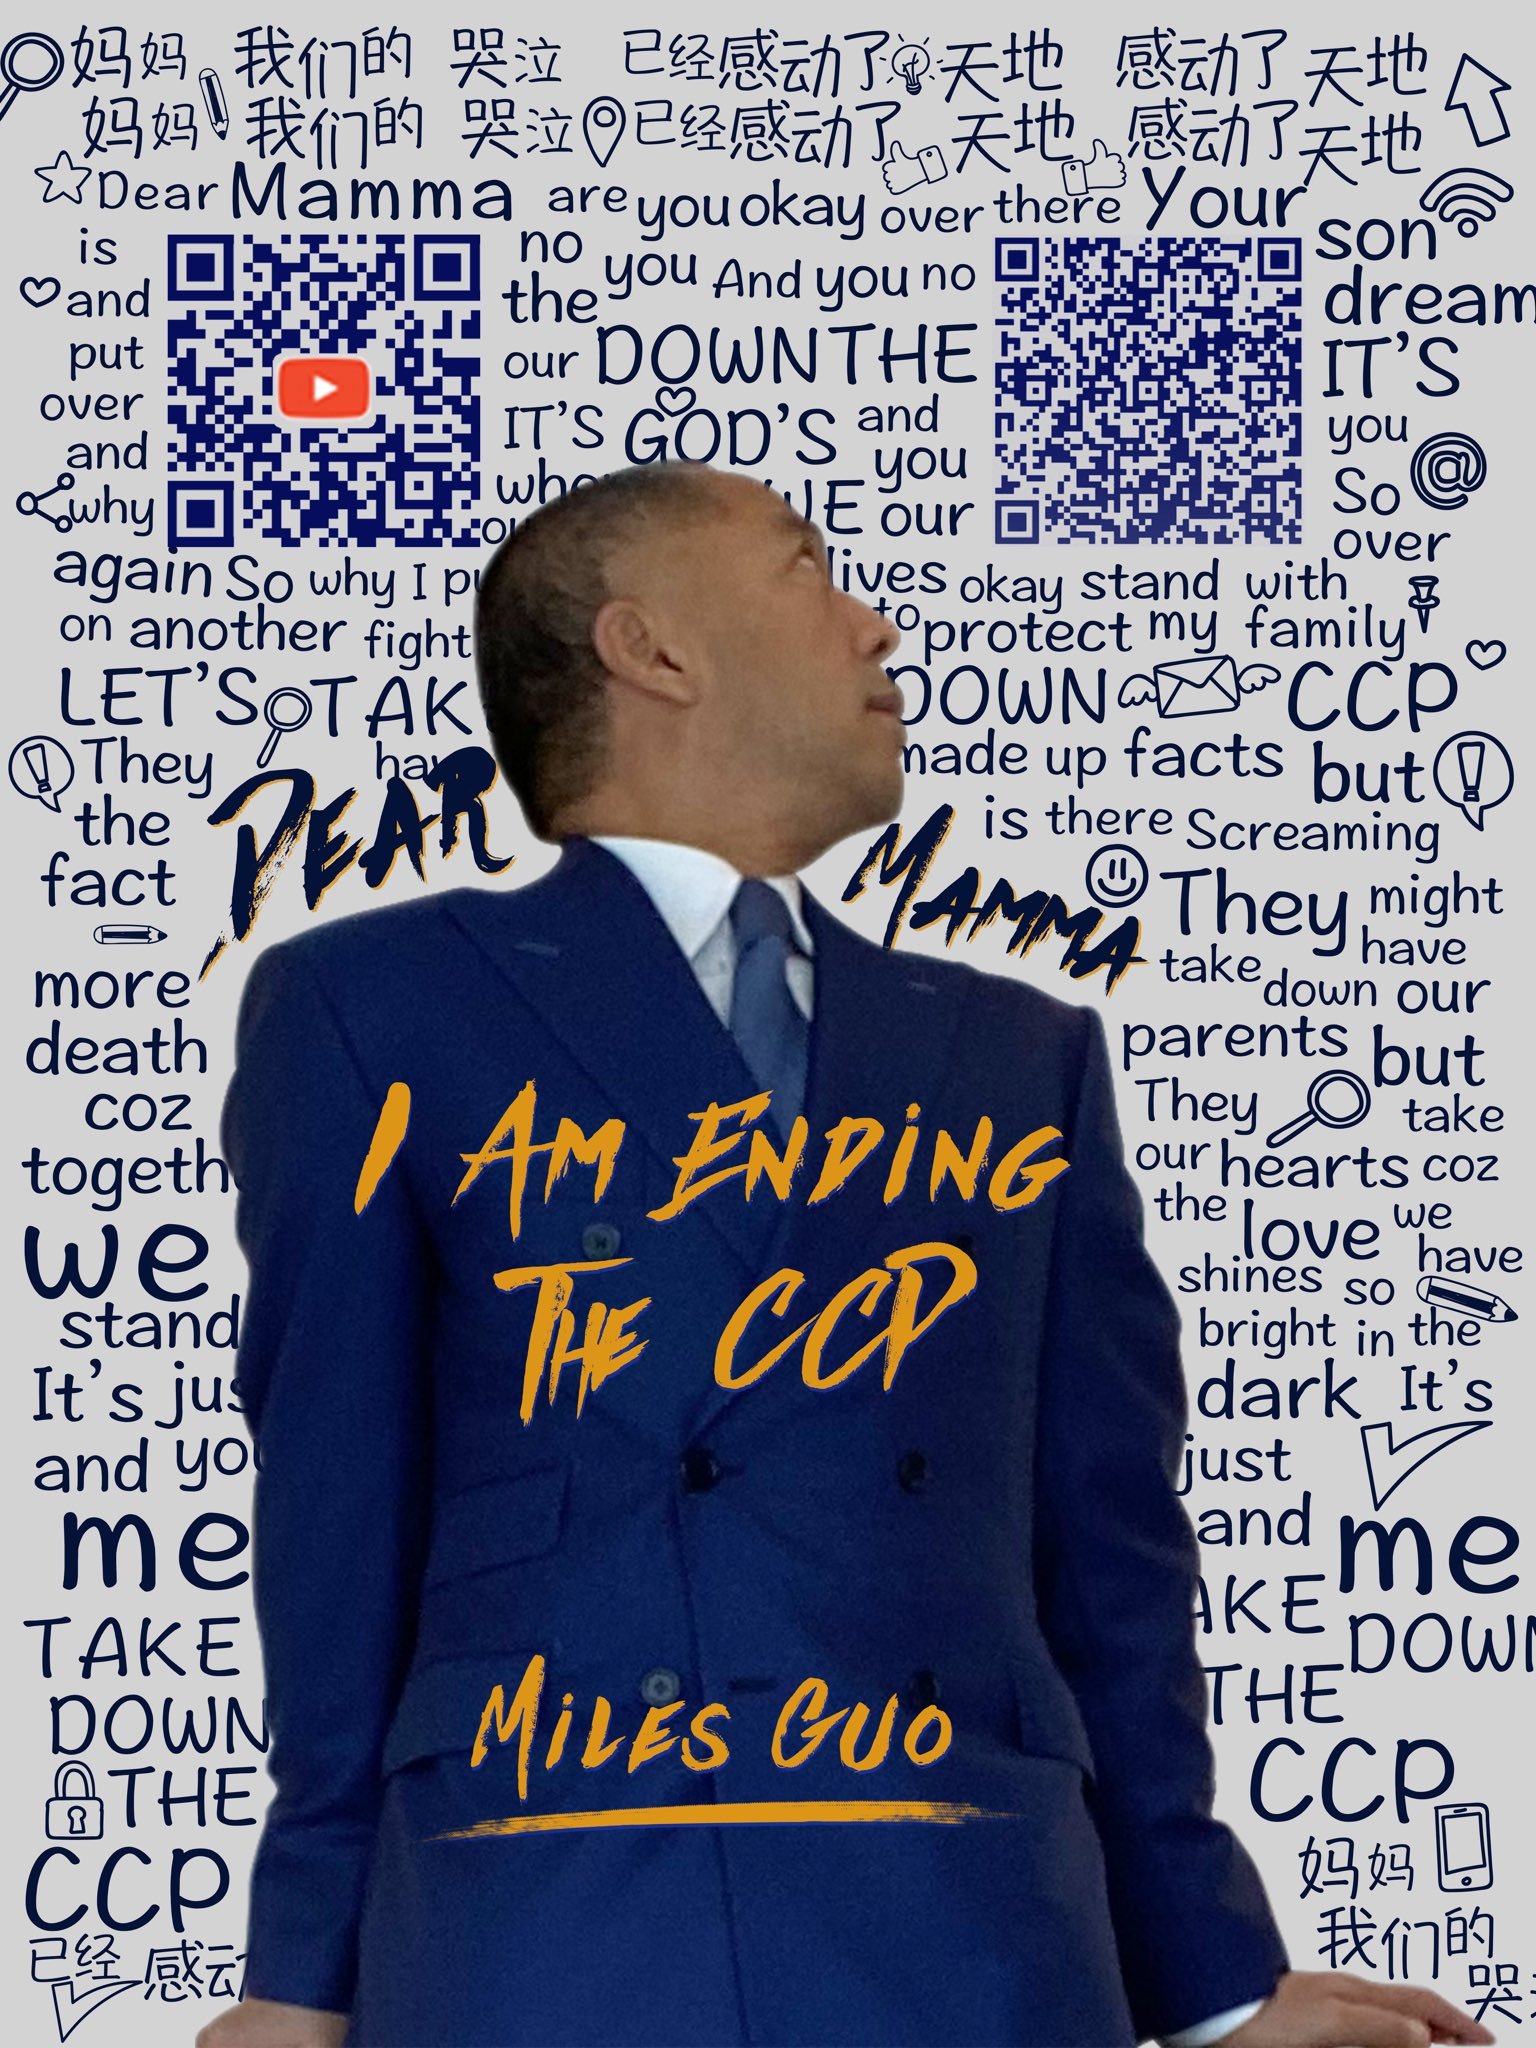 妈妈 我们的 哭泣 已经感动了天地 感动了天地
妈妈 我们的 哭泣 已经感动了天地 感动了天地
Dear Mamma are you okay over there Your son
is no you And you no dream
and the
put our DOWN THE IT'S
over IT'S GOD'S and you
and you So
why our over
again So why I lives okay stand with
on another fight to protect my family
LET'S DOWN CCP
They made up facts but
the is there Screaming
DEAR MAMMA
fact They might
have
more take down our
death parents but
coz They take
our hearts coz
together the love we
we shines so have
stand bright in the
It's dark It's
and just
me and me
TAKE DOWN
DOWN THE
THE CCP
CCP 妈妈
我们的
已经
I AM ENDING
THE CCP
MILES GUO